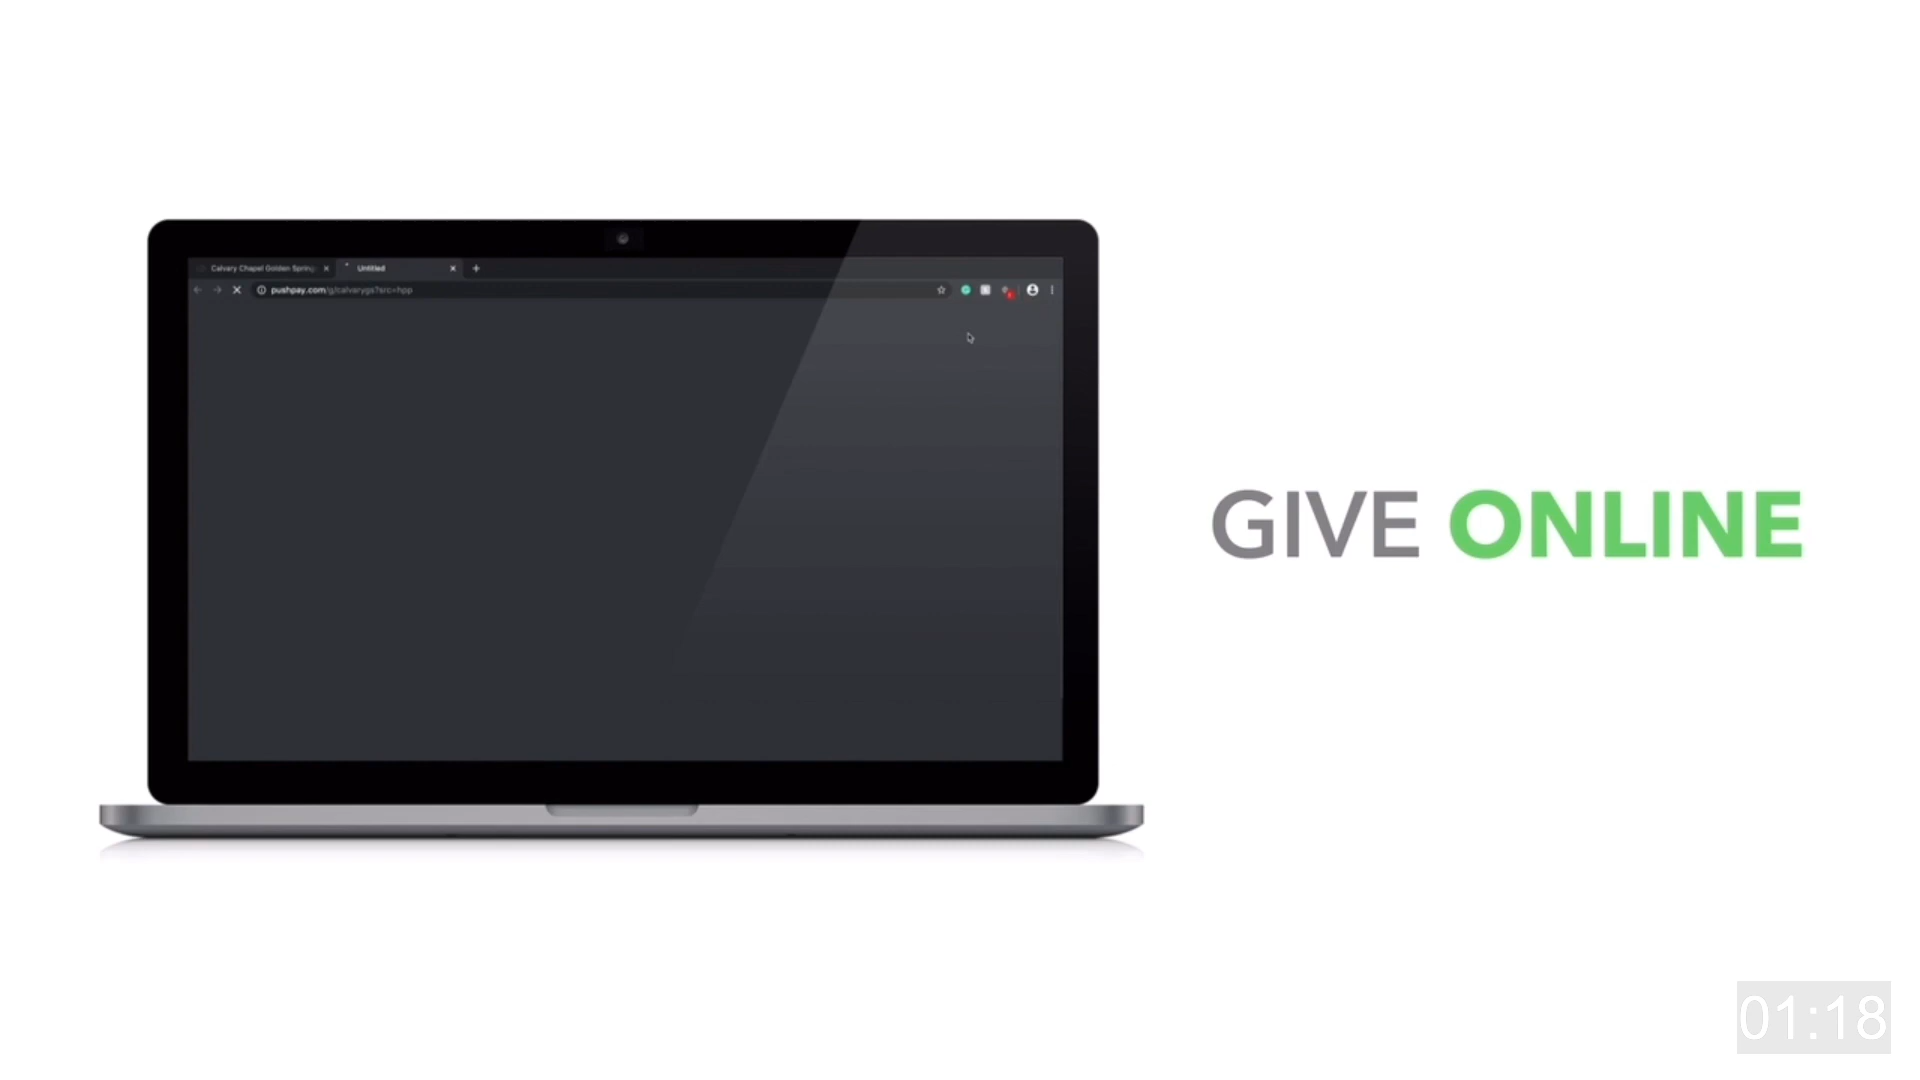 Calvary Chapel Golden Spring
Untitled
pushpay.com/g/calvarygs?src=hpp
GIVE ONLINE
01:18